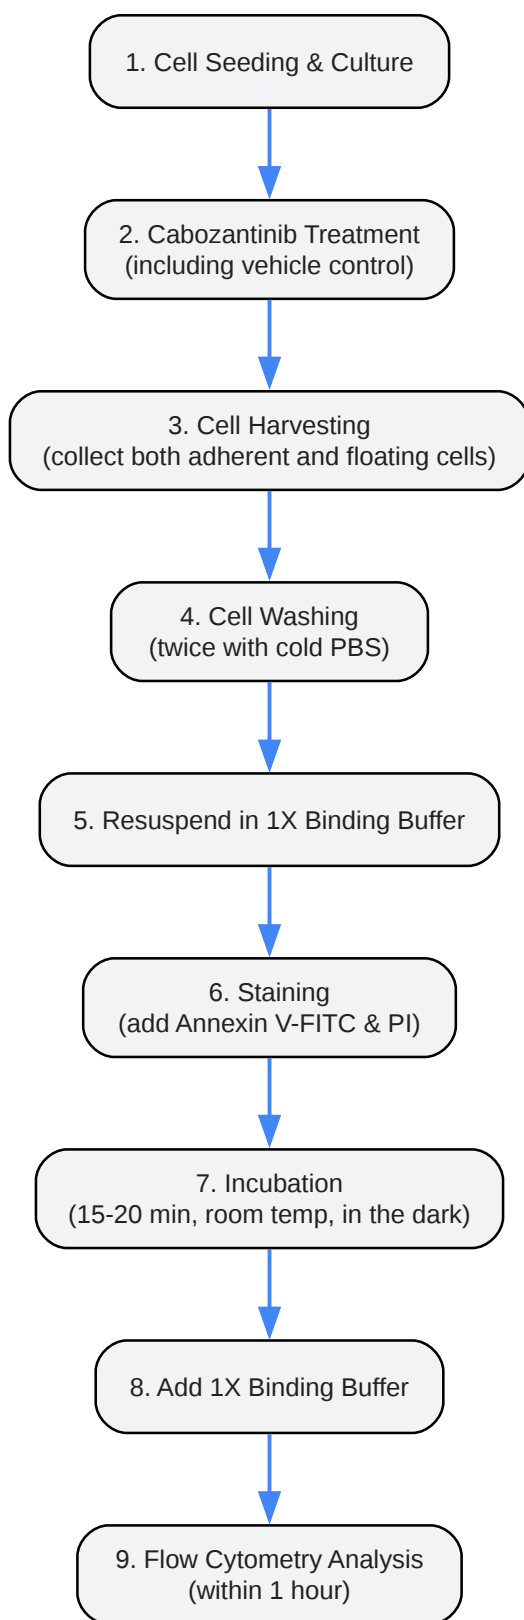 1. Cell Seeding & Culture
2. Cabozantinib Treatment
(including vehicle control)
3. Cell Harvesting
(collect both adherent and floating cells)
4. Cell Washing
(twice with cold PBS)
5. Resuspend in 1X Binding Buffer
6. Staining
(add Annexin V-FITC & PI)
7. Incubation
(15-20 min, room temp, in the dark)
8. Add 1X Binding Buffer
9. Flow Cytometry Analysis
(within 1 hour)